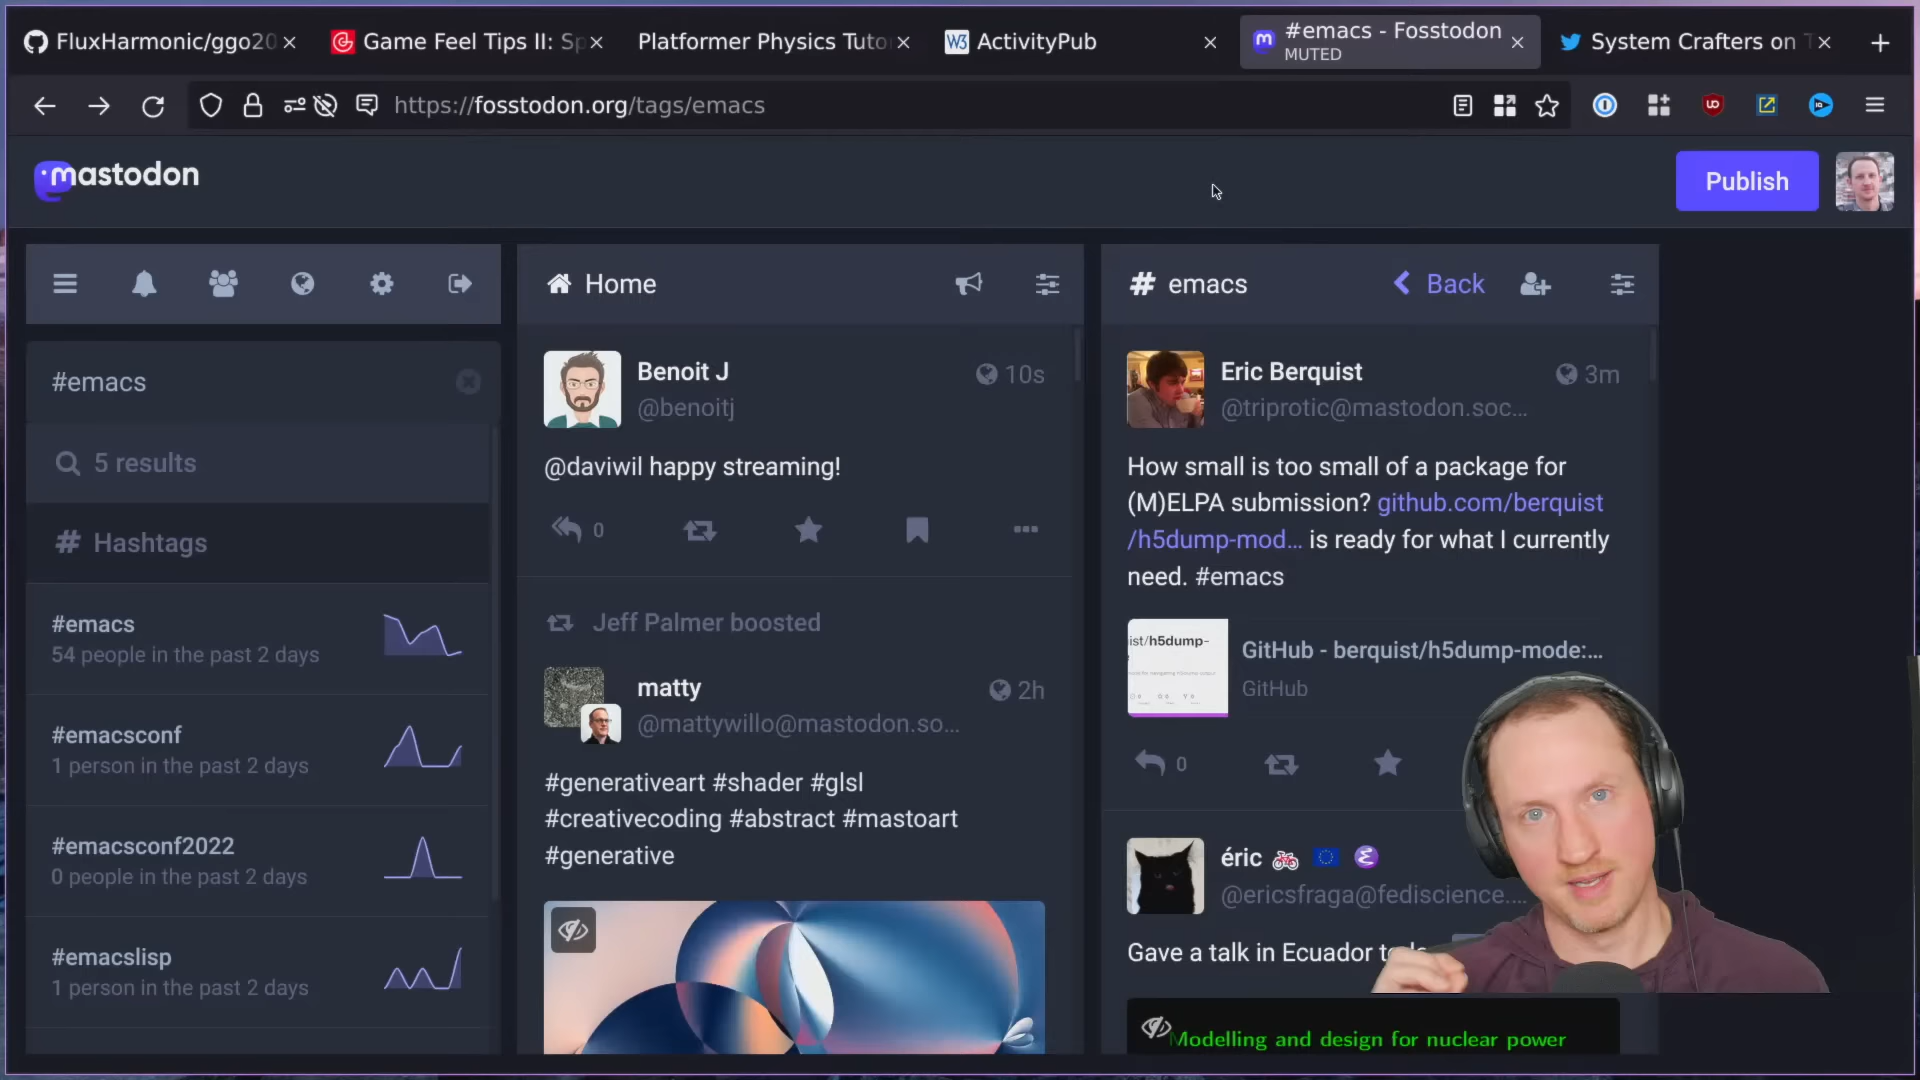 FluxHarmonic/ggo20
Game Feel Tips II: Sp
Platformer Physics Tuto
W3 ActivityPub
#emacs - Fosstodon
MUTED
System Crafters on T
https://fosstodon.org/tags/emacs
mastodon
Publish
#emacs
5 results
# Hashtags
#emacs
54 people in the past 2 days
#emacsconf
1 person in the past 2 days
#emacsconf2022
0 people in the past 2 days
#emacslisp
1 person in the past 2 days
Home
Benoit J
10s
@benoitj
@daviwil happy streaming!
0
Jeff Palmer boosted
matty
2h
@mattywillo@mastodon.so...
#generativeart #shader #glsl
#creativecoding #abstract #mastoart
#generative
# emacs
Back
Eric Berquist
3m
@triprotic@mastodon.soc...
How small is too small of a package for
(M)ELPA submission? github.com/berquist
/h5dump-mod... is ready for what I currently
need. #emacs
ist/h5dump-
GitHub - berquist/h5dump-mode:...
GitHub
0
éric
@ericsfraga@fediscience....
Gave a talk in Ecuador
Modelling and design for nuclear power